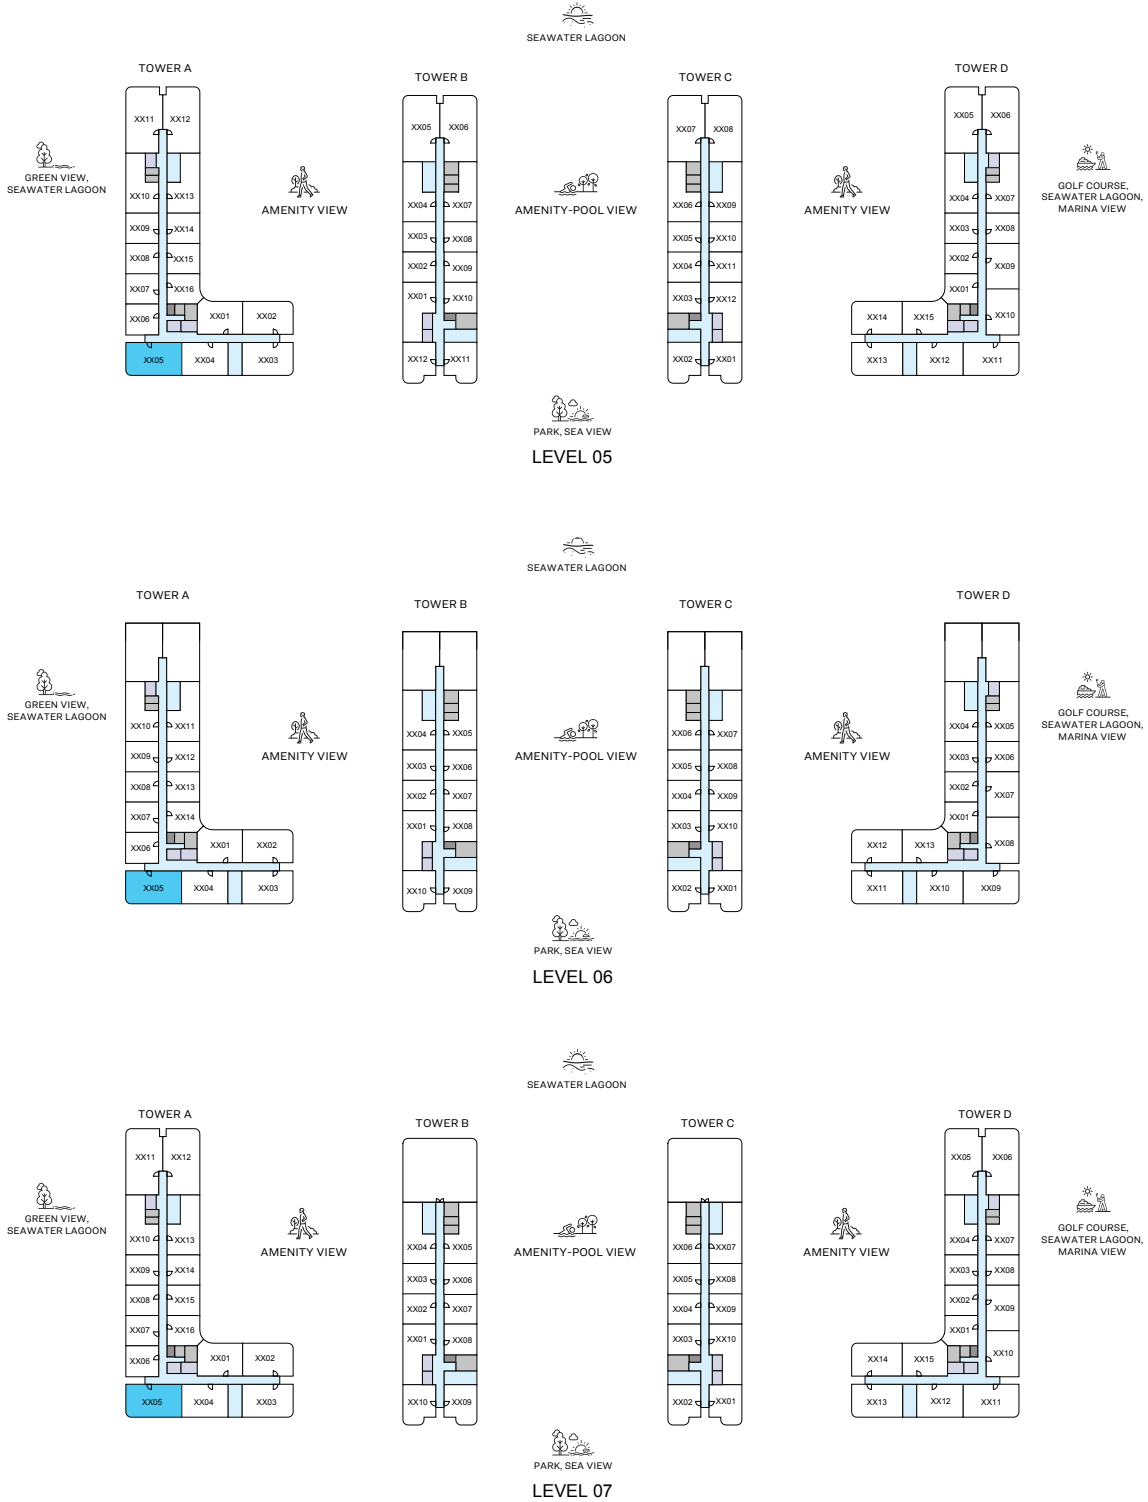 SEAWATER LAGOON
TOWER A
TOWER B
TOWER C
TOWER D
XX11 XX12
XX05 XX06
XX07 XX08
XX05 XX06
GREEN VIEW,
SEAWATER LAGOON
AMENITY VIEW
AMENITY-POOL VIEW
AMENITY VIEW
GOLF COURSE,
SEAWATER LAGOON,
MARINA VIEW
XX10 XX13
XX04 XX07
XX06 XX09
XX04 XX07
XX09 XX14
XX03 XX08
XX05 XX10
XX03 XX08
XX08 XX15
XX02 XX09
XX04 XX11
XX02 XX09
XX07 XX16
XX01 XX10
XX03 XX12
XX01
XX06 XX01 XX02
XX14 XX15 XX10
XX05 XX04 XX03
XX12 XX11
XX02 XX01
XX13 XX12 XX11
PARK, SEA VIEW
LEVEL 05
SEAWATER LAGOON
TOWER A
TOWER B
TOWER C
TOWER D
GREEN VIEW,
SEAWATER LAGOON
AMENITY VIEW
AMENITY-POOL VIEW
AMENITY VIEW
GOLF COURSE,
SEAWATER LAGOON,
MARINA VIEW
XX10 XX11
XX04 XX05
XX06 XX07
XX04 XX05
XX09 XX12
XX03 XX06
XX05 XX08
XX03 XX06
XX08 XX13
XX02 XX07
XX04 XX09
XX02 XX07
XX07 XX14
XX01 XX08
XX03 XX10
XX01
XX06 XX01 XX02
XX12 XX13 XX08
XX05 XX04 XX03
XX10 XX09
XX02 XX01
XX11 XX10 XX09
PARK, SEA VIEW
LEVEL 06
SEAWATER LAGOON
TOWER A
TOWER B
TOWER C
TOWER D
XX11 XX12
XX05 XX06
GREEN VIEW,
SEAWATER LAGOON
AMENITY VIEW
AMENITY-POOL VIEW
AMENITY VIEW
GOLF COURSE,
SEAWATER LAGOON,
MARINA VIEW
XX10 XX13
XX04 XX05
XX06 XX07
XX04 XX07
XX09 XX14
XX03 XX06
XX05 XX08
XX03 XX08
XX08 XX15
XX02 XX07
XX04 XX09
XX02 XX09
XX07 XX16
XX01 XX08
XX03 XX10
XX01
XX06 XX01 XX02
XX14 XX15 XX10
XX05 XX04 XX03
XX10 XX09
XX02 XX01
XX13 XX12 XX11
PARK, SEA VIEW
LEVEL 07